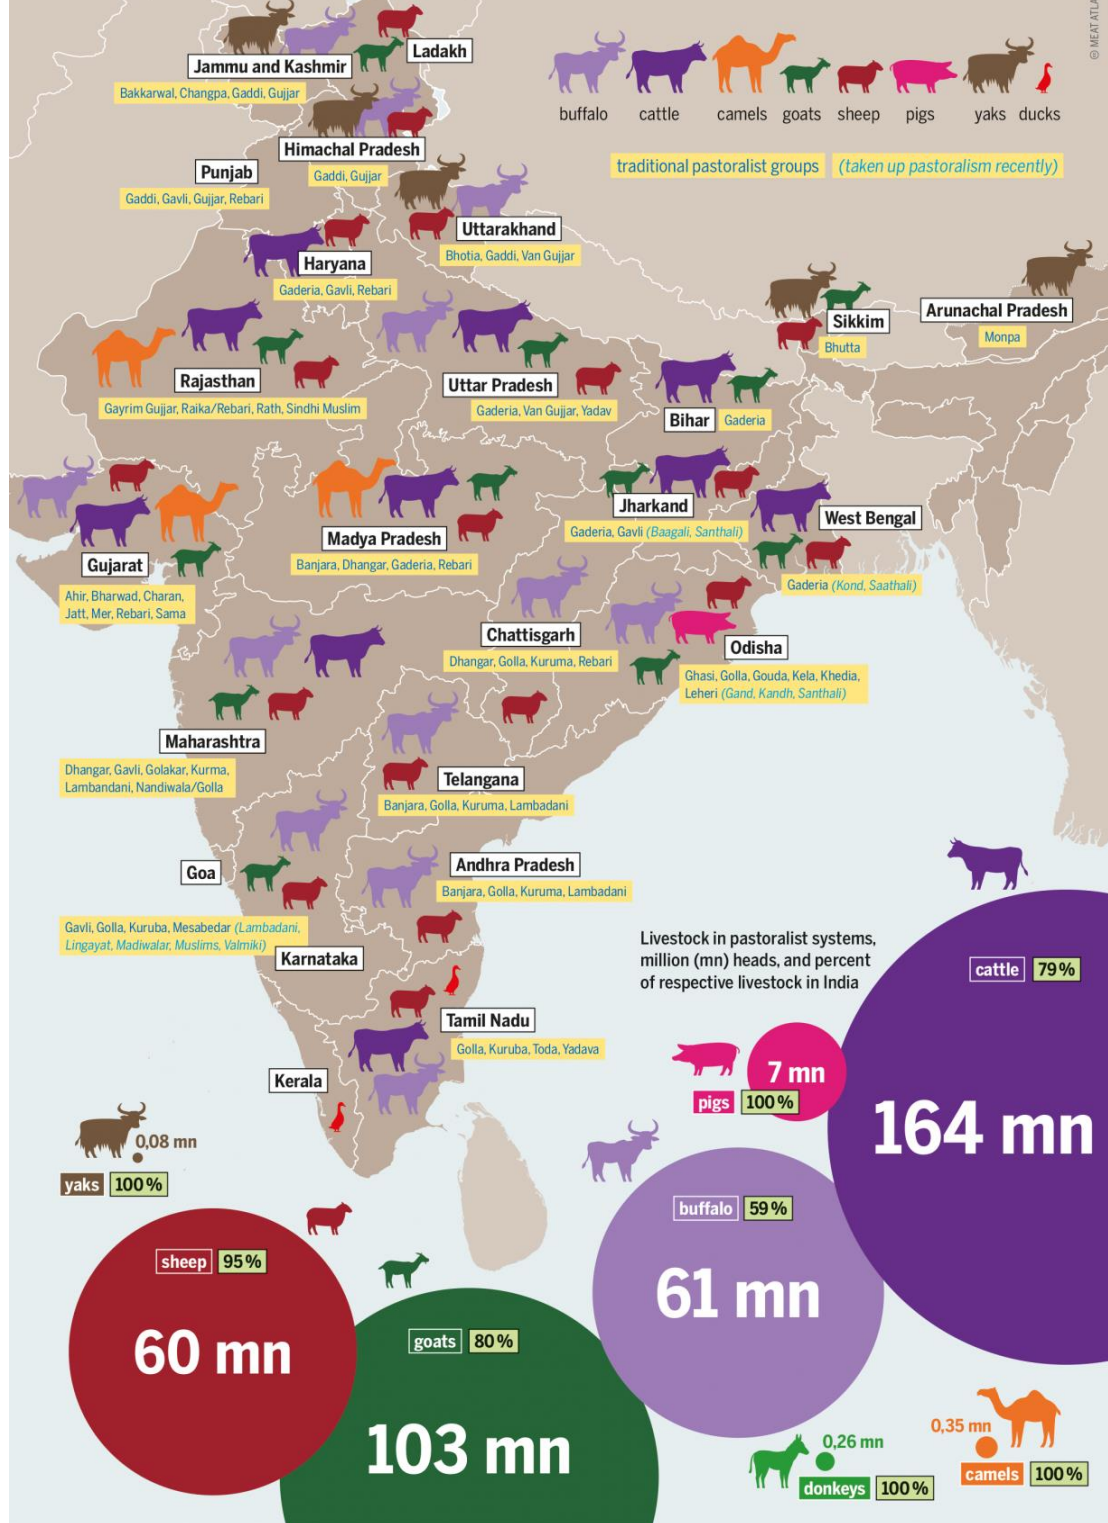 © MEAT ATLA
Ladakh
Jammu and Kashmir
Bakkarwal, Changpa, Gaddi, Gujjar
buffalo cattle camels goats sheep pigs yaks ducks
traditional pastoralist groups (taken up pastoralism recently)
Himachal Pradesh
Gaddi, Gujjar
Punjab
Gaddi, Gavli, Gujjar, Rebari
Uttarakhand
Bhotia, Gaddi, Van Gujjar
Haryana
Gaderia, Gavli, Rebari
Arunachal Pradesh
Monpa
Sikkim
Bhutta
Rajasthan
Gayrim Gujjar, Raika/Rebari, Rath, Sindhi Muslim
Uttar Pradesh
Gaderia, Van Gujjar, Yadav
Bihar
Gaderia
Jharkand
Gaderia, Gavli (Baagali, Santhali)
West Bengal
Gaderia (Kond, Saathali)
Madya Pradesh
Banjara, Dhangar, Gaderia, Rebari
Gujarat
Ahir, Bharwad, Charan,
Jatt, Mer, Rebari, Sama
Chattisgarh
Dhangar, Golla, Kuruma, Rebari
Odisha
Ghasi, Golla, Gouda, Kela, Khedia,
Leheri (Gand, Kandh, Santhali)
Maharashtra
Dhangar, Gavli, Golakar, Kurma,
Lambandani, Nandiwala/Golla
Telangana
Banjara, Golla, Kuruma, Lambadani
Goa
Andhra Pradesh
Banjara, Golla, Kuruma, Lambadani
Gavli, Golla, Kuruba, Mesabedar (Lambadani,
Lingayat, Madiwalar, Muslims, Valmiki)
Karnataka
Tamil Nadu
Golla, Kuruba, Toda, Yadava
Kerala
Livestock in pastoralist systems,
million (mn) heads, and percent
of respective livestock in India
cattle 79 %
164 mn
7 mn
pigs 100 %
0,08 mn
yaks 100 %
buffalo 59 %
61 mn
sheep 95 %
60 mn
goats 80 %
103 mn
0,26 mn
donkeys 100 %
0,35 mn
camels 100 %